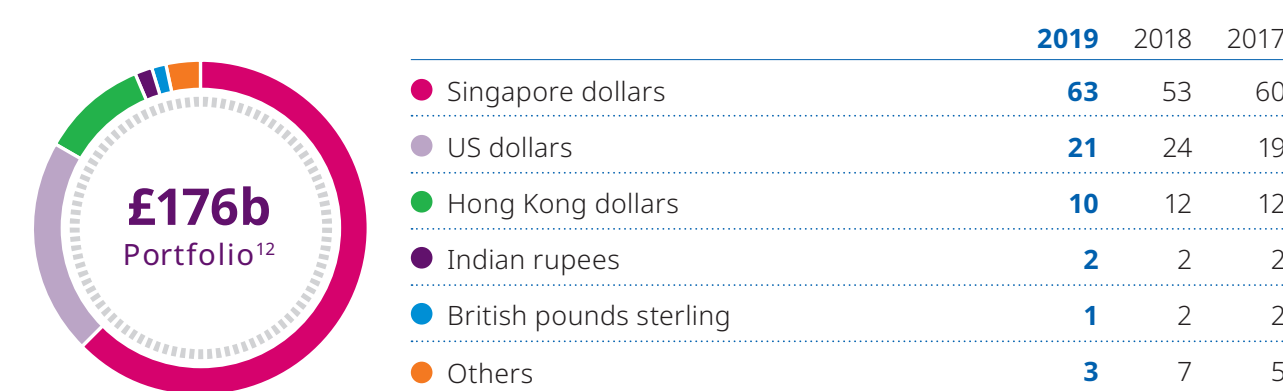 2019 2018 2017
Singapore dollars 63 53 60
US dollars 21 24 19
Hong Kong dollars 10 12 12
Indian rupees 2 2 2
British pounds sterling 1 2 2
Others 3 7 5
£176b
Portfolio12